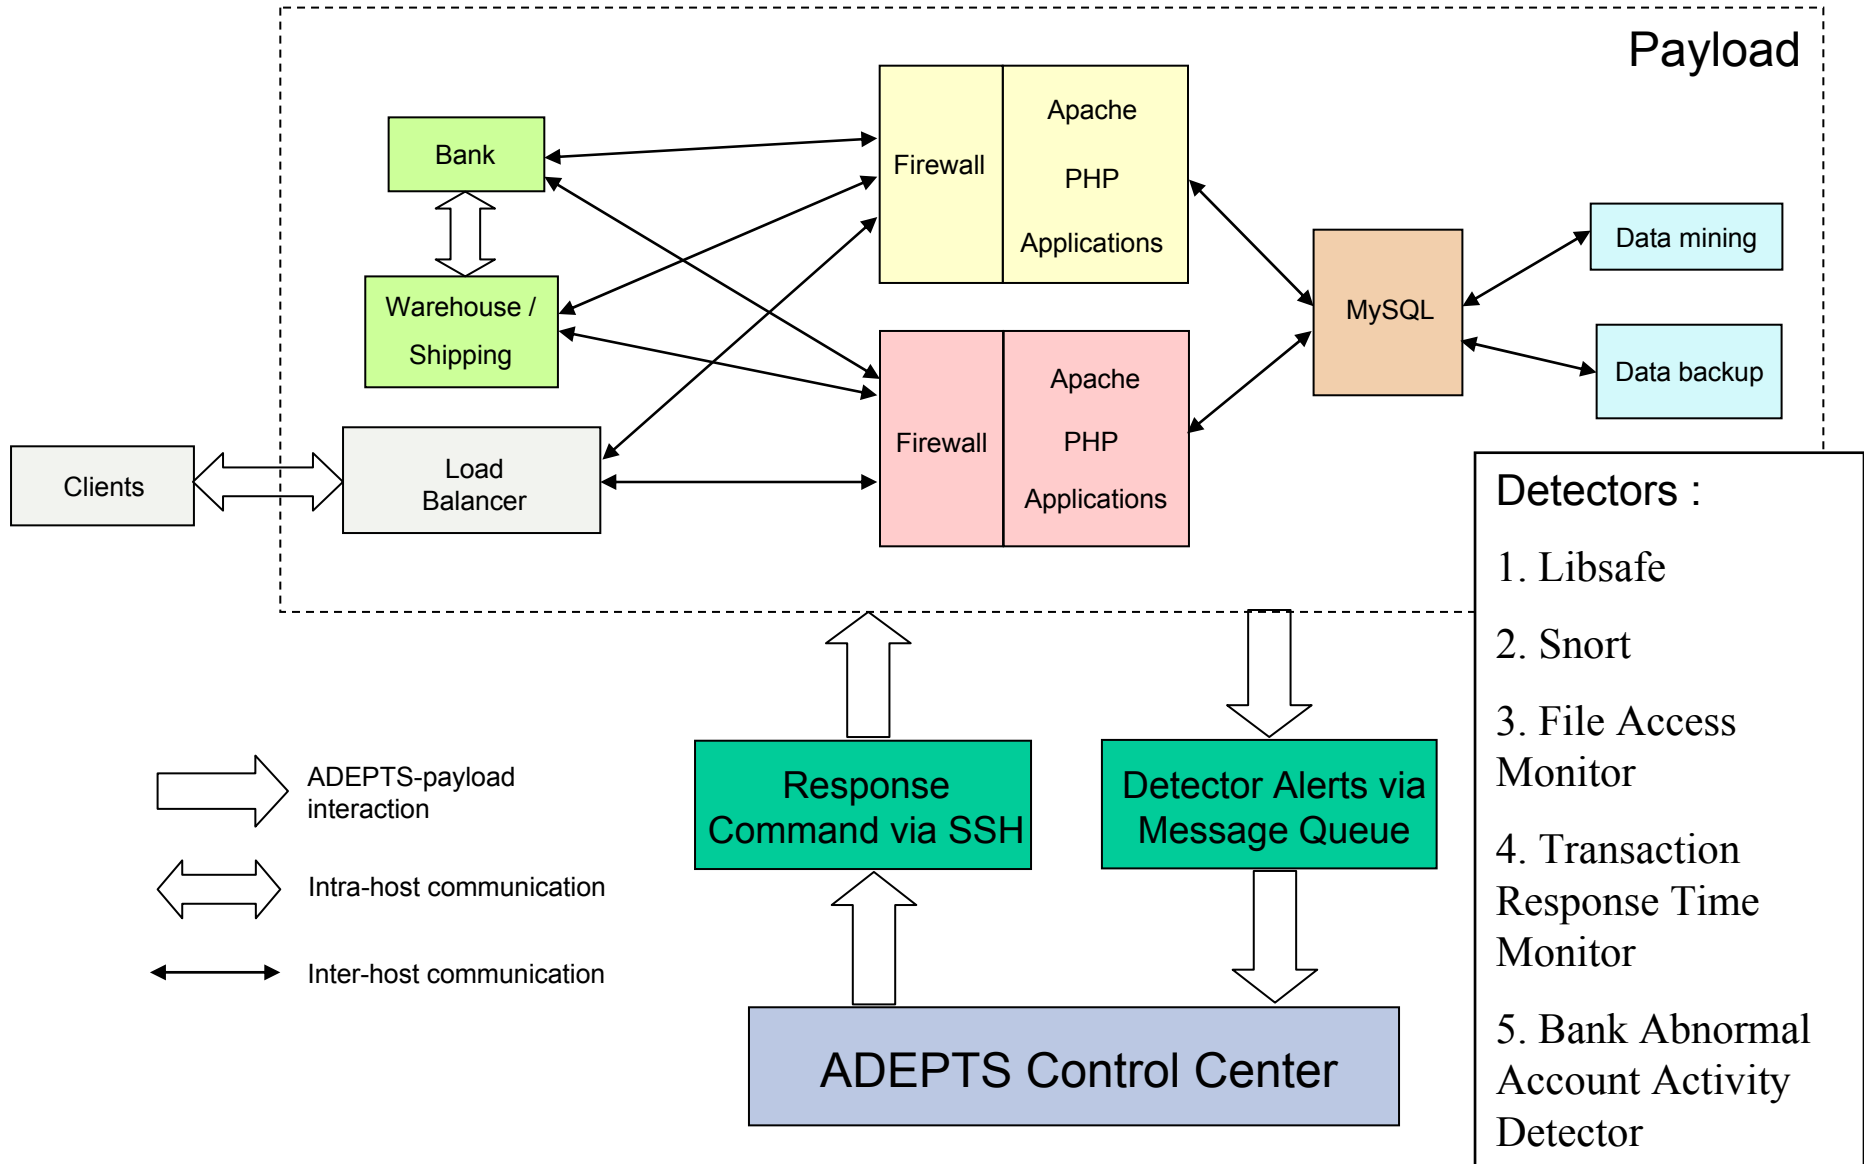 Payload
Bank
Warehouse /
Shipping
Clients
Load
Balancer
Firewall
Apache
PHP
Applications
Firewall
Apache
PHP
Applications
MySQL
Data mining
Data backup
Detectors :
1. Libsafe
2. Snort
3. File Access
Monitor
4. Transaction
Response Time
Monitor
5. Bank Abnormal
Account Activity
Detector
Response
Command via SSH
Detector Alerts via
Message Queue
ADEPTS Control Center
ADEPTS-payload
interaction
Intra-host communication
Inter-host communication